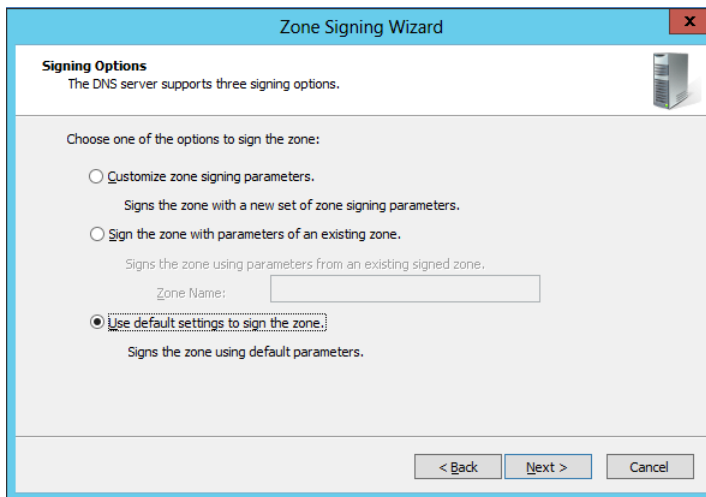 Zone Signing Wizard
x
Signing Options
The DNS server supports three signing options.
Choose one of the options to sign the zone:
Customize zone signing parameters.
Signs the zone with a new set of zone signing parameters.
Sign the zone with parameters of an existing zone.
Signs the zone using parameters from an existing signed zone.
Zone Name:
Use default settings to sign the zone.
Signs the zone using default parameters.
< Back Next > Cancel